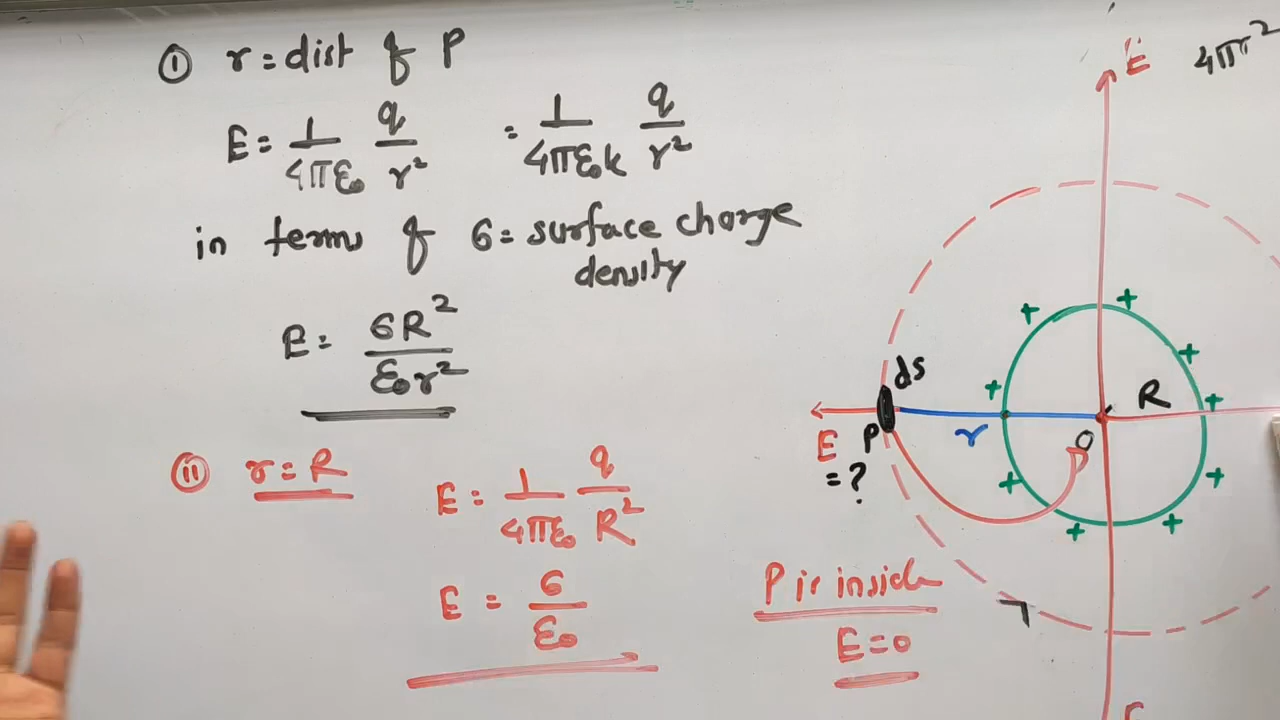 ① r = dist of P
E = 1/4πε₀ q/r² = 1/4πε₀k q/r²
in terms of σ = surface charge
density
E = σR²/ε₀r²
ⅱ r = R
E = 1/4πε₀ q/R²
E = σ/ε₀
P is inside
E = 0
E
4πr²
ds
R
r
O
P
E
= ?
+ + + + + + + + +